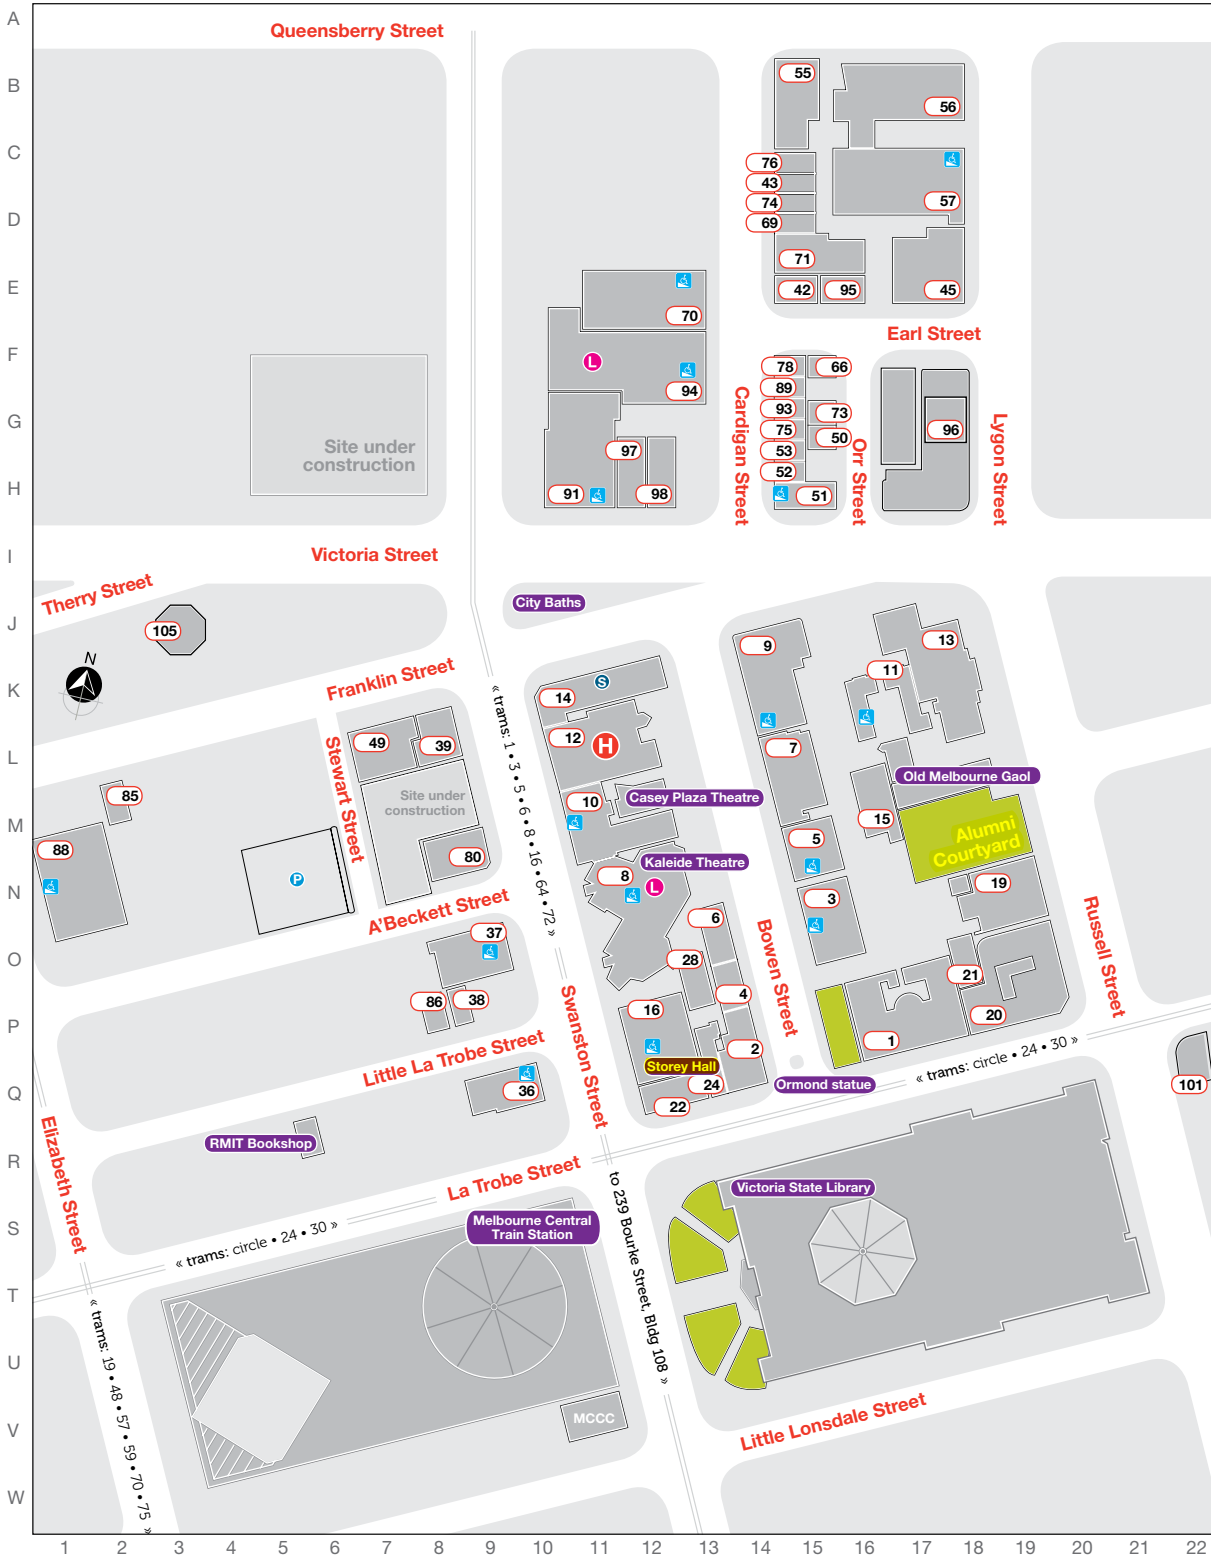 A
Queensberry Street
B
55
56
C
76
43
57
D
74
69
71
E
42
95
45
70
Earl Street
F
L
94
78
66
89
Cardigan Street
93
73
G
75
50
96
Lygon Street
Site under
construction
97
53
Orr Street
52
H
91
98
51
I
Victoria Street
Therry Street
City Baths
J
105
9
13
N
K
Franklin Street
14
S
11
« trams: 1 • 3 • 5 • 6 • 8 • 16 • 64 • 72 »
L
Stewart Street
49
39
12
H
7
Old Melbourne Gaol
85
Site under
construction
10
Casey Plaza Theatre
M
88
80
5
15
Alumni
Courtyard
Kaleide Theatre
8
L
N
P
3
19
A'Beckett Street
6
37
Bowen Street
Russell Street
O
28
21
86
38
Swanston Street
4
16
20
P
1
2
Little La Trobe Street
Storey Hall
« trams: circle • 24 • 30 »
24
Ormond statue
101
Q
36
22
Elizabeth Street
RMIT Bookshop
R
La Trobe Street
Victoria State Library
S
Melbourne Central
Train Station
« trams: circle • 24 • 30 »
to 239 Bourke Street, Bldg 108 »
T
« trams: 19 • 48 • 57 • 59 • 70 • 75 »
U
MCCC
V
Little Lonsdale Street
W
1 2 3 4 5 6 7 8 9 10 11 12 13 14 15 16 17 18 19 20 21 22